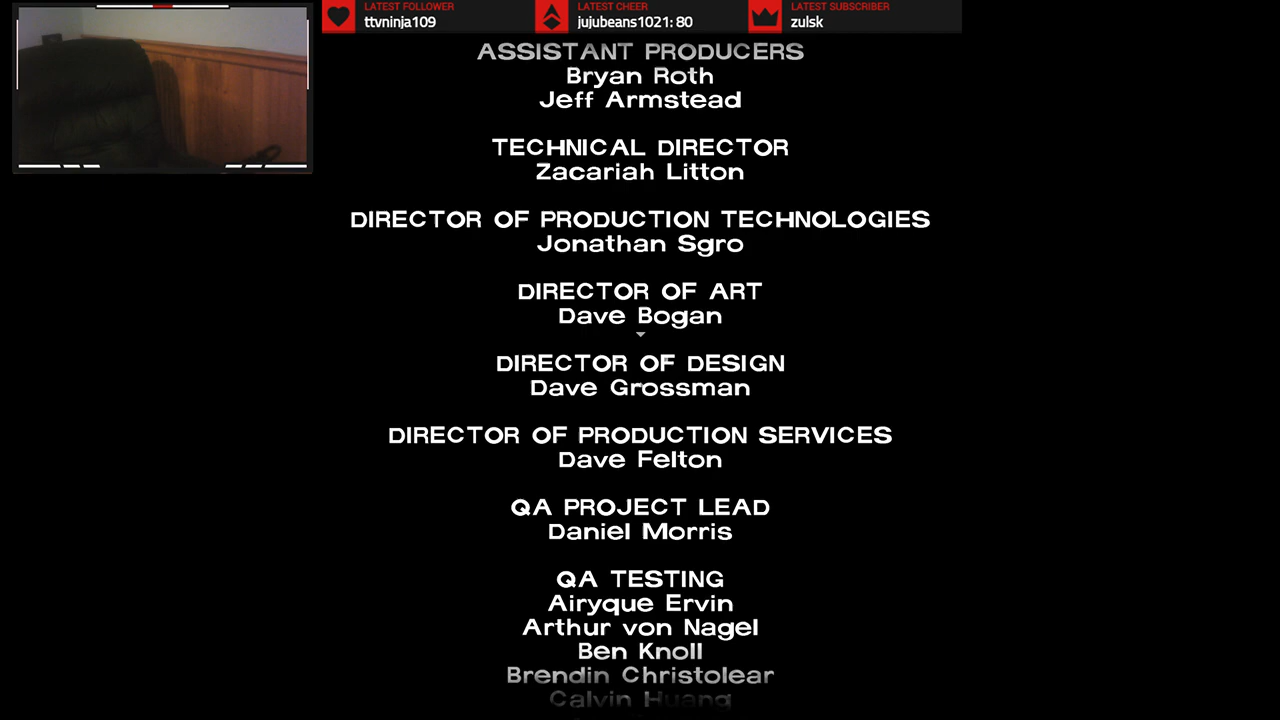 LATEST FOLLOWER
ttvninja109
LATEST CHEER
jujubeans1021: 80
LATEST SUBSCRIBER
zulsk
ASSISTANT PRODUCERS
Bryan Roth
Jeff Armstead
TECHNICAL DIRECTOR
Zacariah Litton
DIRECTOR OF PRODUCTION TECHNOLOGIES
Jonathan Sgro
DIRECTOR OF ART
Dave Bogan
DIRECTOR OF DESIGN
Dave Grossman
DIRECTOR OF PRODUCTION SERVICES
Dave Felton
QA PROJECT LEAD
Daniel Morris
QA TESTING
Airyque Ervin
Arthur von Nagel
Ben Knoll
Brendin Christolear
Calvin Huang